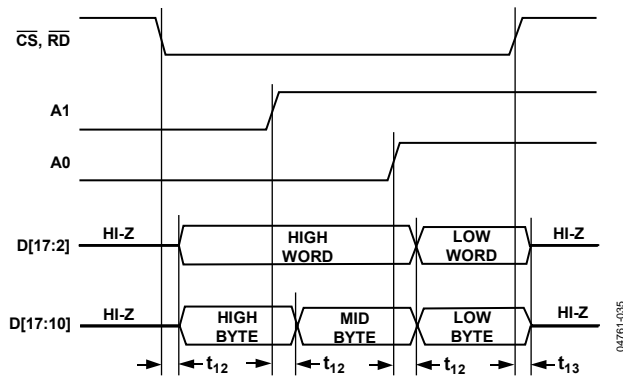 CS, RD
A1
A0
D[17:2] HI-Z HIGH WORD LOW WORD HI-Z
D[17:10] HI-Z HIGH BYTE MID BYTE LOW BYTE HI-Z
t12 t12 t12 t13
04761-035